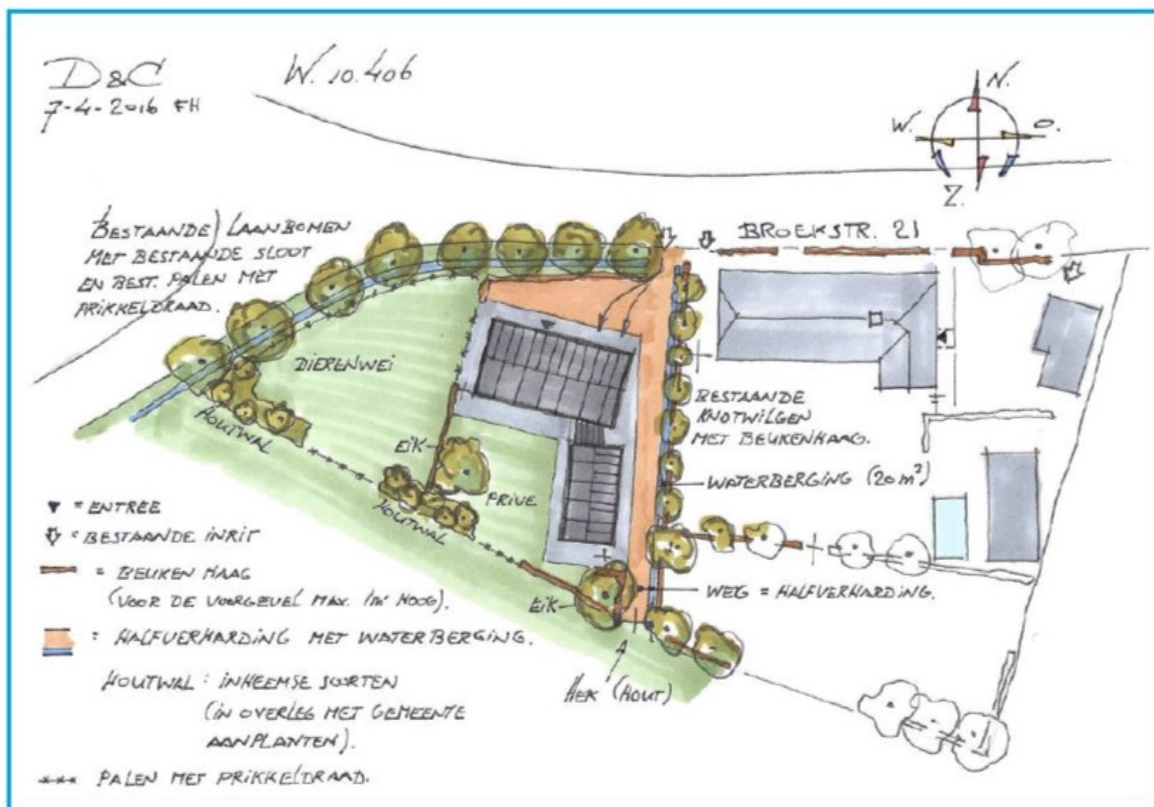 D&C
7-4-2016 FH
W. 10.406
N.
W.
O.
Z.
BESTAANDE LAANBOMEN
MET BESTAANDE SLOOT
EN BEST. PALEN MET
PRIKKELDRAAD.
BROEKSTR. 21
DIERENWEI
HOUTWAL
EIK
PRIVE
HOUTWAL
BESTAANDE
KNOTWILGEN
MET BEUKENHAAG.
WATERBERGING (20 m³)
WEG = HALFVERHARDING.
EIK
HEK (HOUT)
= ENTREE
= BESTAANDE INRIT
= BEUKEN HAAG
(VOOR DE VOORGEVEL MAX. 1m' HOOG).
= HALFVERHARDING MET WATERBERGING.
HOUTWAL: INHEEMSE SOORTEN
(IN OVERLEG MET GEMEENTE
AANPLANTEN).
PALEN MET PRIKKELDRAAD.